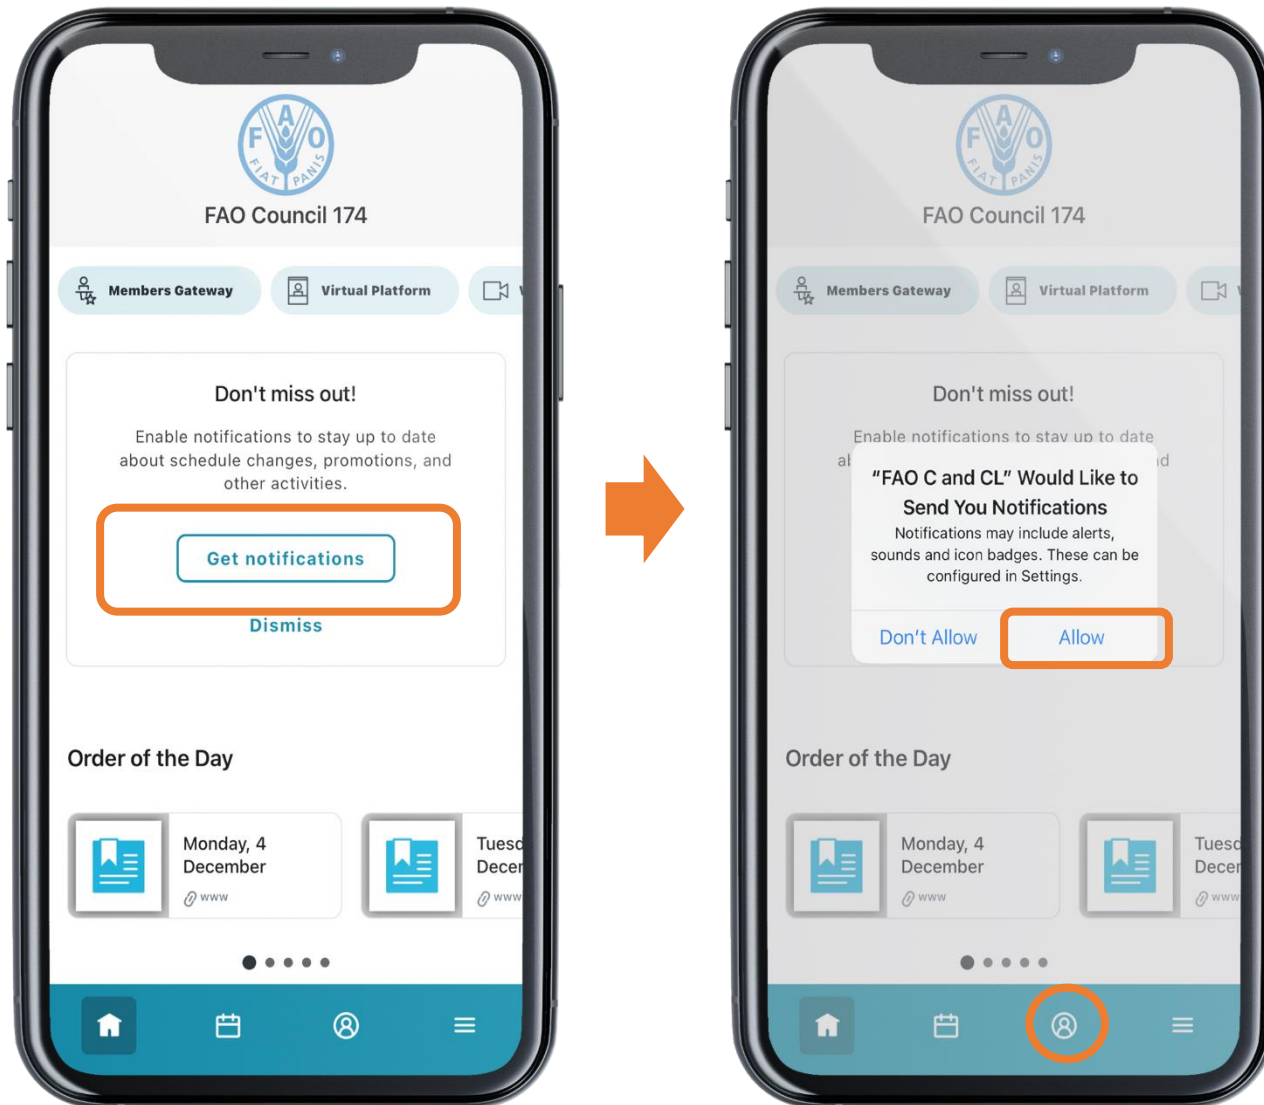 FAO
FIAT PANIS
FAO Council 174
Members Gateway
Virtual Platform
Don't miss out!
Enable notifications to stay up to date
about schedule changes, promotions, and
other activities.
Get notifications
Dismiss
Order of the Day
Monday, 4
December
www
www
FAO
FIAT PANIS
FAO Council 174
Members Gateway
Virtual Platform
Don't miss out!
Enable notifications to stay up to date
"FAO C and CL" Would Like to
Send You Notifications
Notifications may include alerts,
sounds and icon badges. These can be
configured in Settings.
Don't Allow
Allow
Order of the Day
Monday, 4
December
www
www